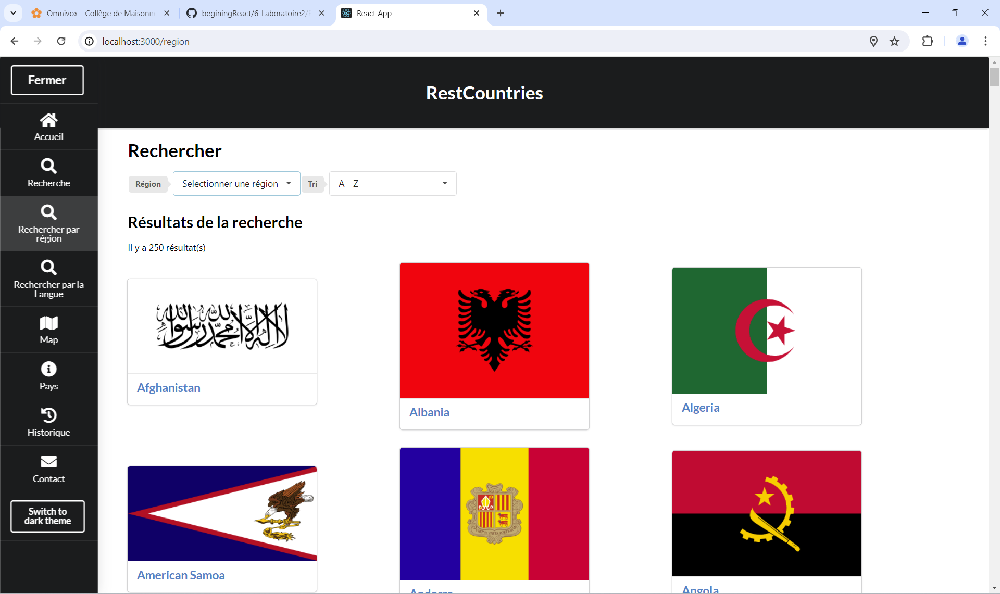 Omnivox - Collège de Maisonne
beginingReact/6-Laboratoire2/
React App
localhost:3000/region
Fermer
RestCountries
Accueil
Recherche
Rechercher par
région
Rechercher par la
Langue
Map
Pays
Historique
Contact
Switch to
dark theme
Rechercher
Région
Selectionner une région
Tri
A - Z
Résultats de la recherche
Il y a 250 résultat(s)
لا إله إلا الله محمد رسول الله
Afghanistan
Albania
Algeria
American Samoa
Andorra
Angola